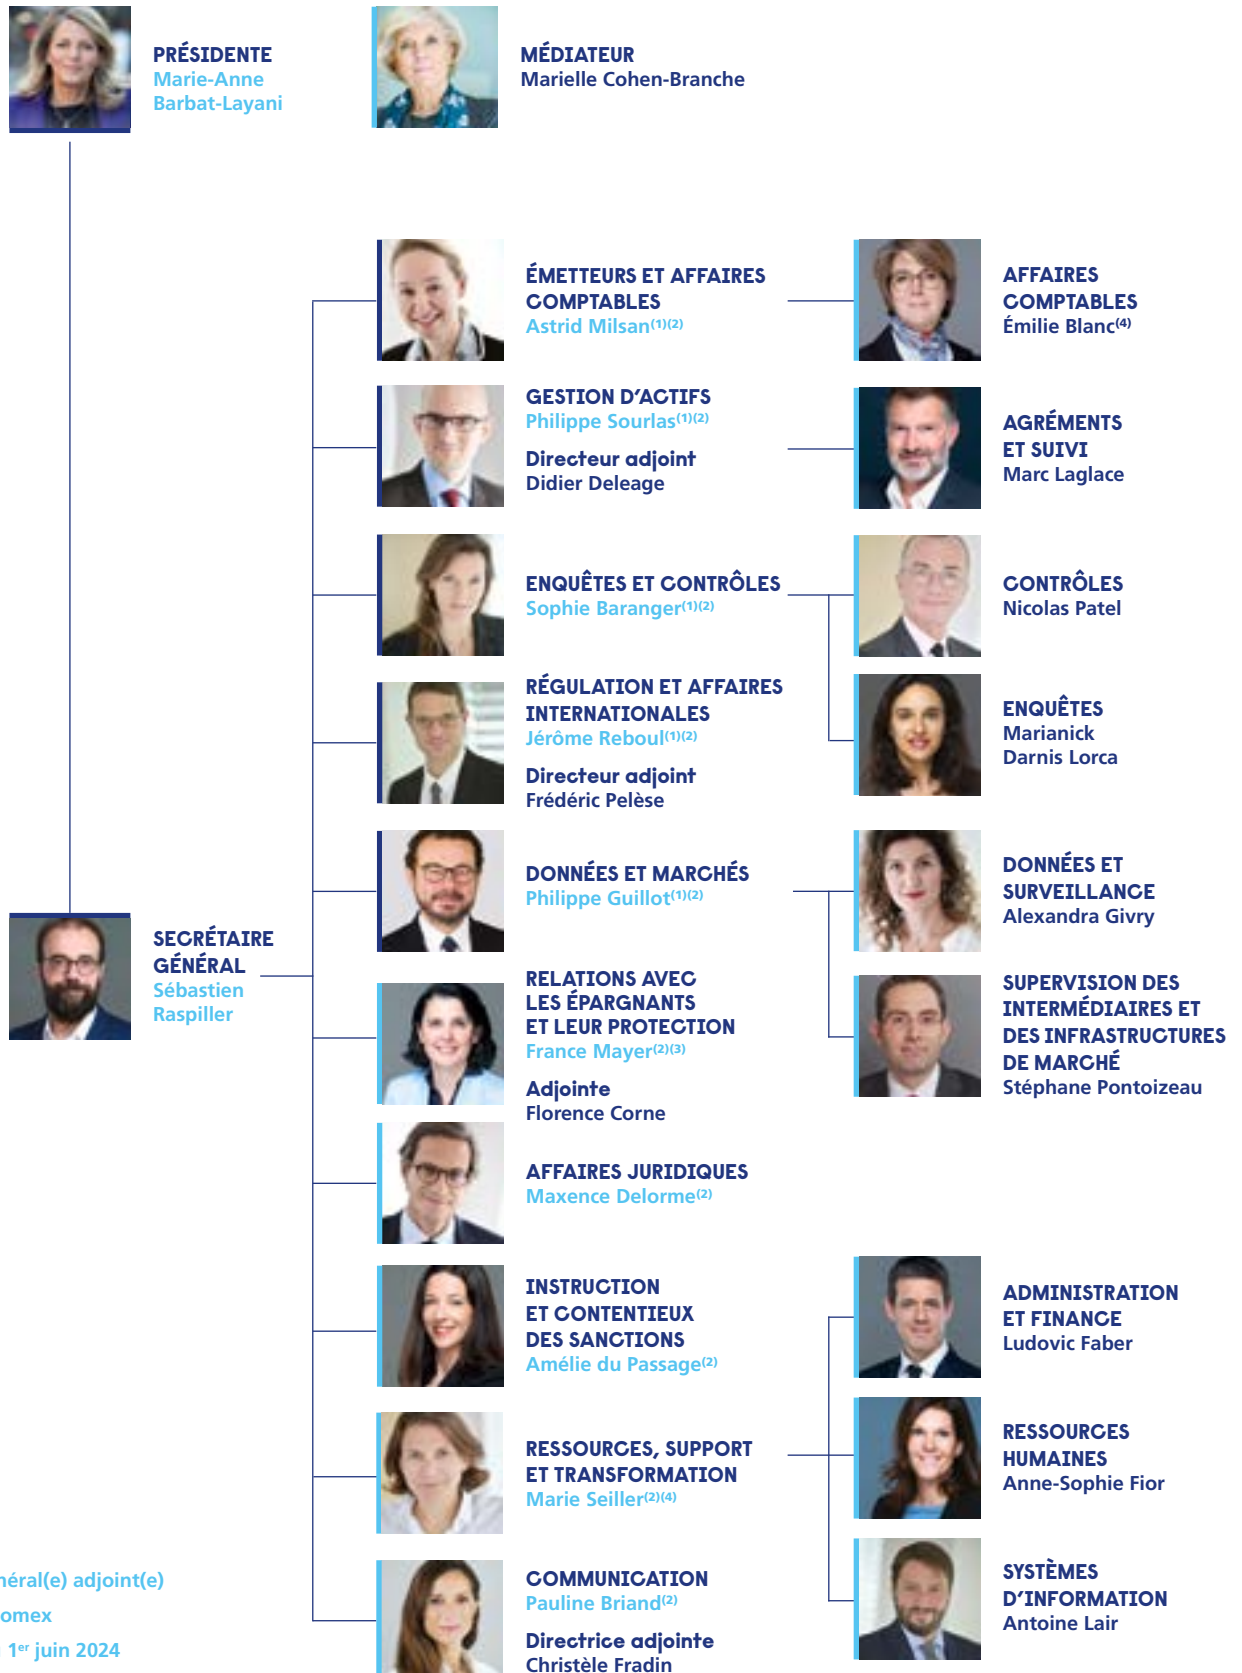 PRÉSIDENTE
Marie-Anne
Barbat-Layani
MÉDIATEUR
Marielle Cohen-Branche
ÉMETTEURS ET AFFAIRES
COMPTABLES
Astrid Milsan(1)(2)
AFFAIRES
COMPTABLES
Émilie Blanc(4)
GESTION D'ACTIFS
Philippe Sourlas(1)(2)
Directeur adjoint
Didier Deleage
AGRÉMENTS
ET SUIVI
Marc Laglace
ENQUÊTES ET CONTRÔLES
Sophie Baranger(1)(2)
CONTRÔLES
Nicolas Patel
ENQUÊTES
Marianick
Darnis Lorca
RÉGULATION ET AFFAIRES
INTERNATIONALES
Jérôme Reboul(1)(2)
Directeur adjoint
Frédéric Pelèse
DONNÉES ET MARCHÉS
Philippe Guillot(1)(2)
DONNÉES ET
SURVEILLANCE
Alexandra Givry
SUPERVISION DES
INTERMÉDIAIRES ET
DES INFRASTRUCTURES
DE MARCHÉ
Stéphane Pontoizeau
SECRÉTAIRE
GÉNÉRAL
Sébastien
Raspiller
RELATIONS AVEC
LES ÉPARGNANTS
ET LEUR PROTECTION
France Mayer(2)(3)
Adjointe
Florence Corne
AFFAIRES JURIDIQUES
Maxence Delorme(2)
INSTRUCTION
ET CONTENTIEUX
DES SANCTIONS
Amélie du Passage(2)
RESSOURCES, SUPPORT
ET TRANSFORMATION
Marie Seiller(2)(4)
ADMINISTRATION
ET FINANCE
Ludovic Faber
RESSOURCES
HUMAINES
Anne-Sophie Fior
SYSTÈMES
D'INFORMATION
Antoine Lair
COMMUNICATION
Pauline Briand(2)
Directrice adjointe
Christèle Fradin
néral(e) adjoint(e)
omex
1er juin 2024